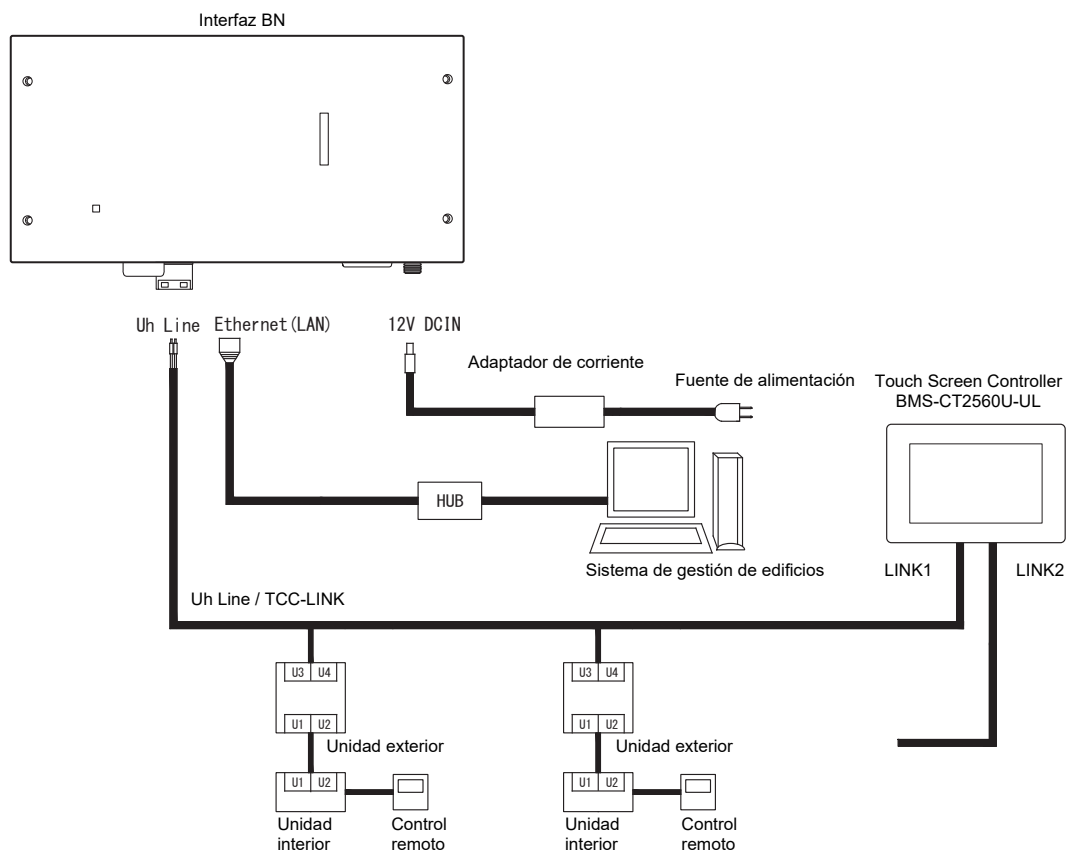 Interfaz BN
Uh Line
Ethernet(LAN)
12V DCIN
Adaptador de corriente
Fuente de alimentación
Touch Screen Controller
BMS-CT2560U-UL
HUB
Sistema de gestión de edificios
LINK1
LINK2
Uh Line / TCC-LINK
U3 U4
U1 U2
Unidad exterior
U1 U2
Unidad
interior
Control
remoto
U3 U4
U1 U2
Unidad exterior
U1 U2
Unidad
interior
Control
remoto